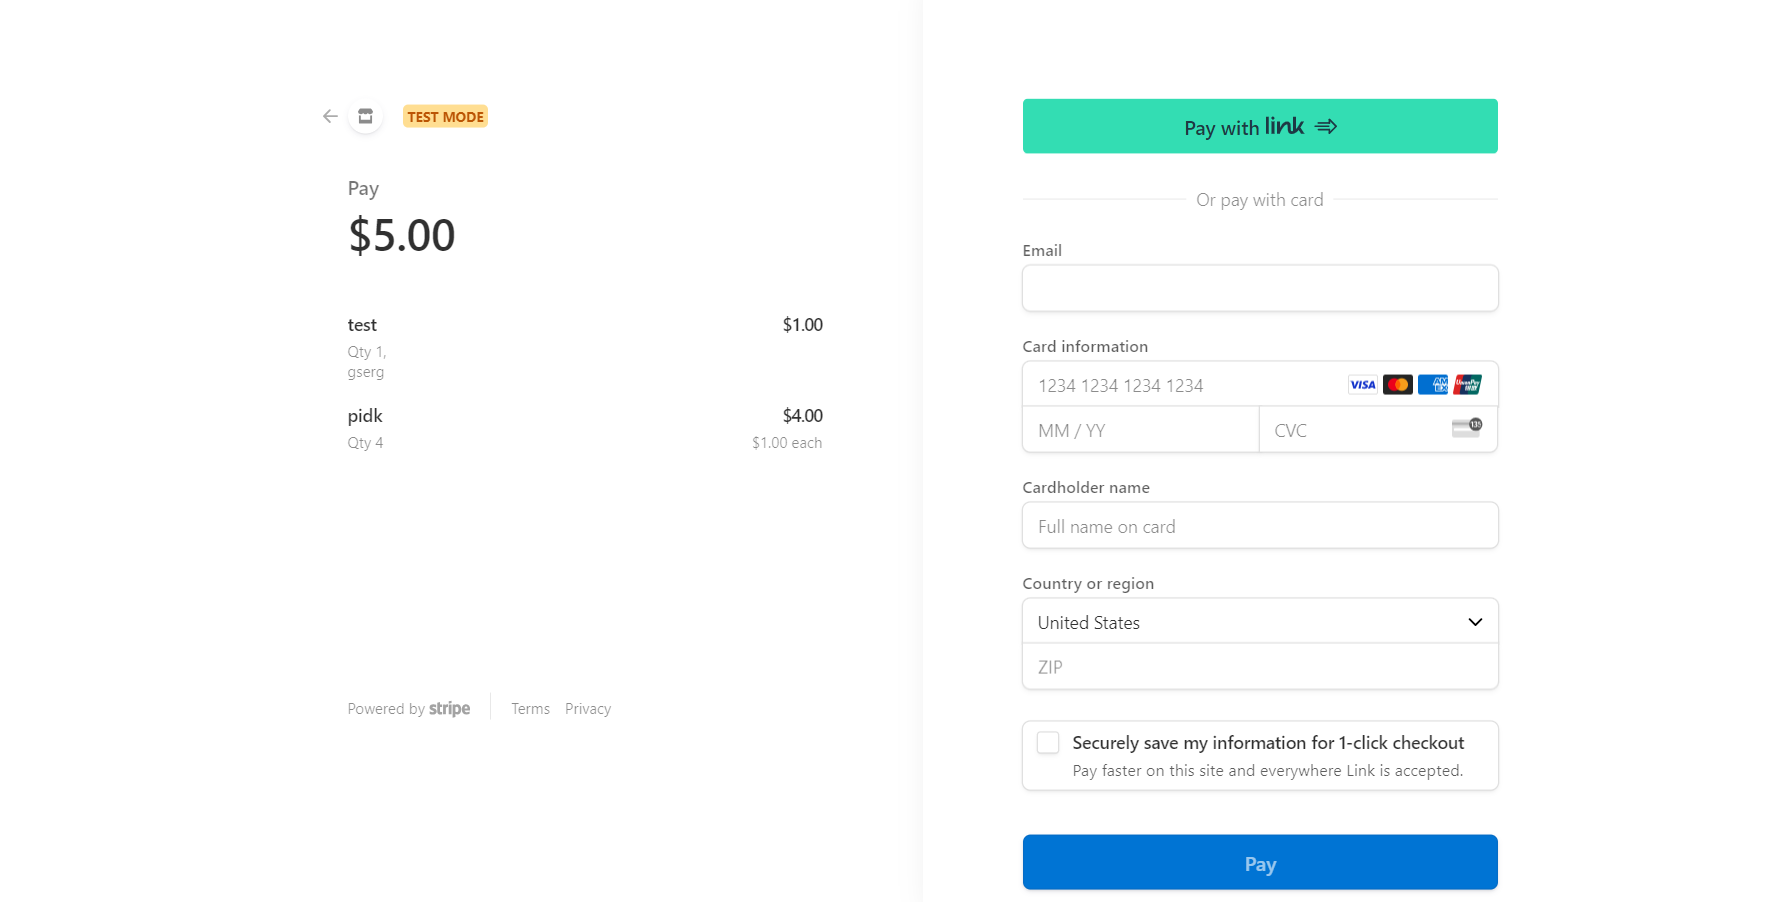 TEST MODE
Pay
$5.00
test $1.00
Qty 1,
gserg
pidk $4.00
Qty 4 $1.00 each
Powered by stripe Terms Privacy
Pay with link
Or pay with card
Email
Card information
1234 1234 1234 1234 VISA AMEX UnionPay
MM / YY CVC 135
Cardholder name
Full name on card
Country or region
United States
ZIP
Securely save my information for 1-click checkout
Pay faster on this site and everywhere Link is accepted.
Pay